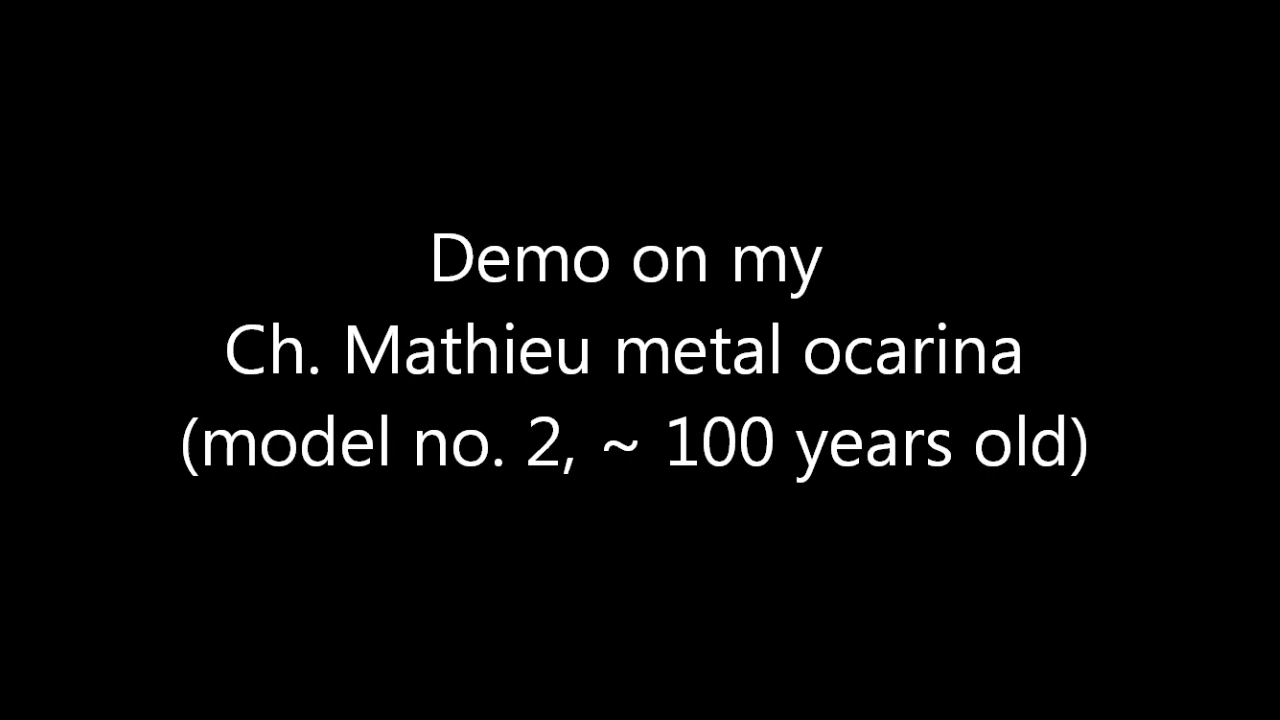 Demo on my
Ch. Mathieu metal ocarina
(model no. 2, ~ 100 years old)